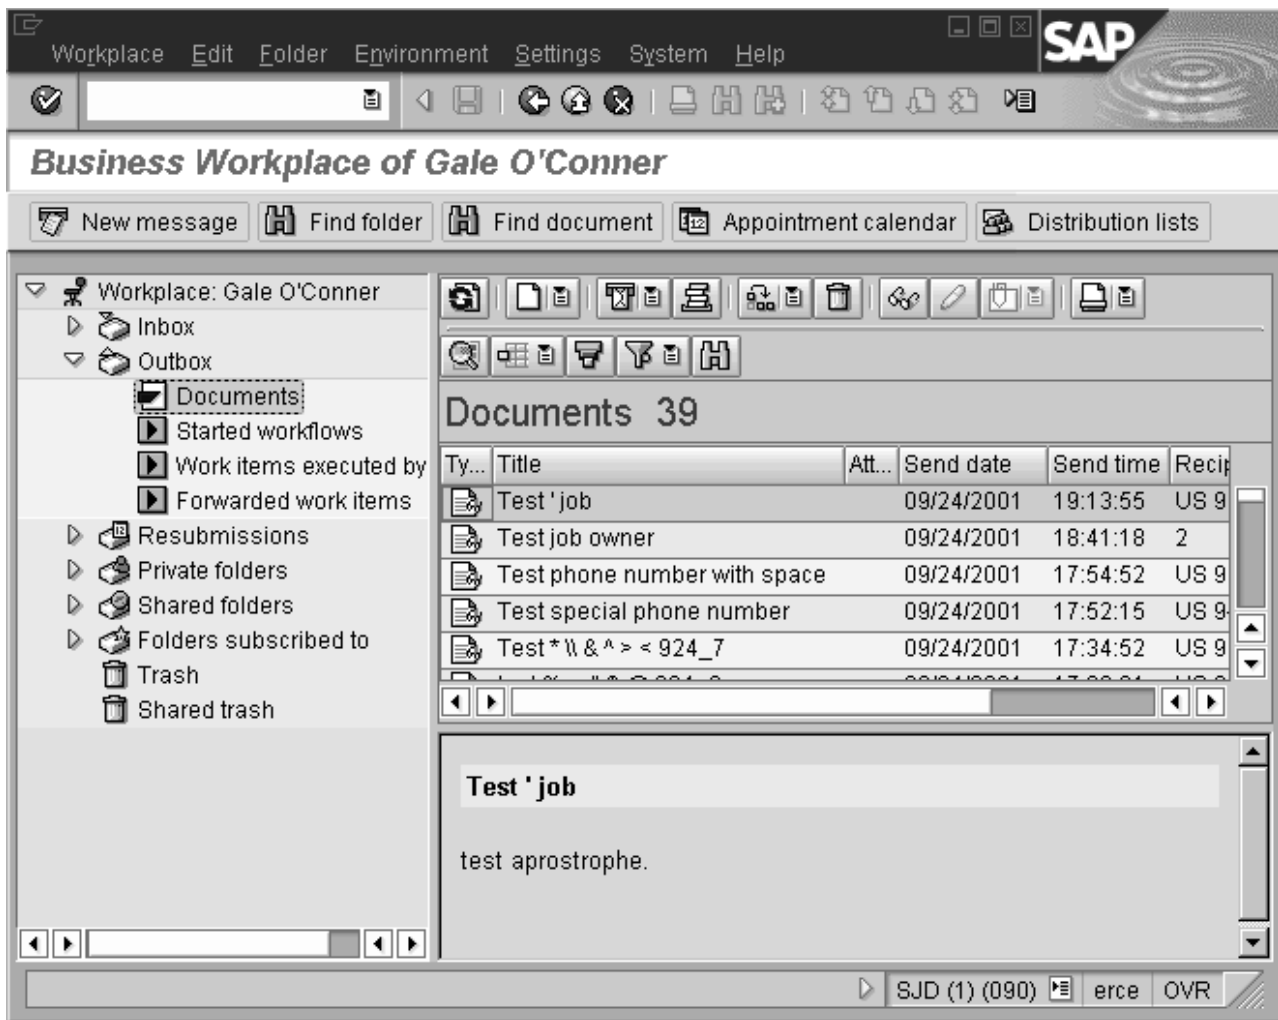 Workplace Edit Folder Environment Settings System Help
SAP
Business Workplace of Gale O'Conner
New message Find folder Find document Appointment calendar Distribution lists
Workplace: Gale O'Conner
Inbox
Outbox
Documents
Started workflows
Work items executed by
Forwarded work items
Resubmissions
Private folders
Shared folders
Folders subscribed to
Trash
Shared trash
Documents 39
Ty... Title Att... Send date Send time Recip
Test ' job 09/24/2001 19:13:55 US 9
Test job owner 09/24/2001 18:41:18 2
Test phone number with space 09/24/2001 17:54:52 US 9
Test special phone number 09/24/2001 17:52:15 US 9
Test * \\ & ^ > < 924_7 09/24/2001 17:34:52 US 9
Test ' job
test aprostrophe.
SJD (1) (090) erce OVR